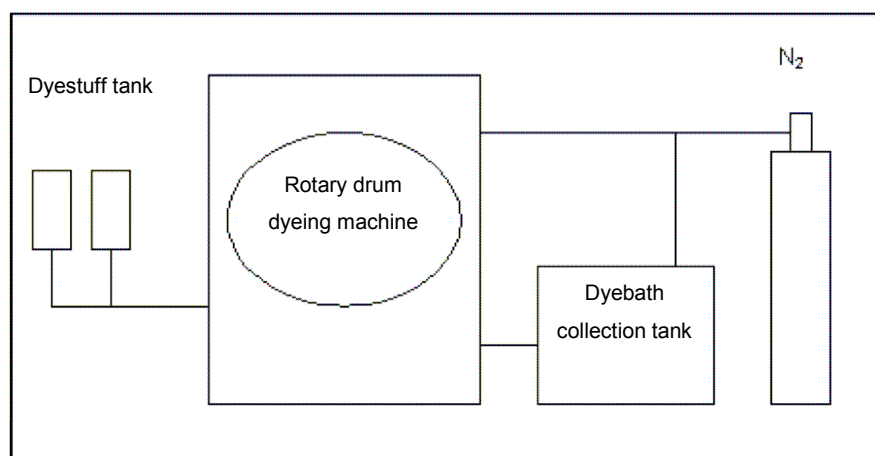 Dyestuff tank
Rotary drum
dyeing machine
N₂
Dyebath
collection tank